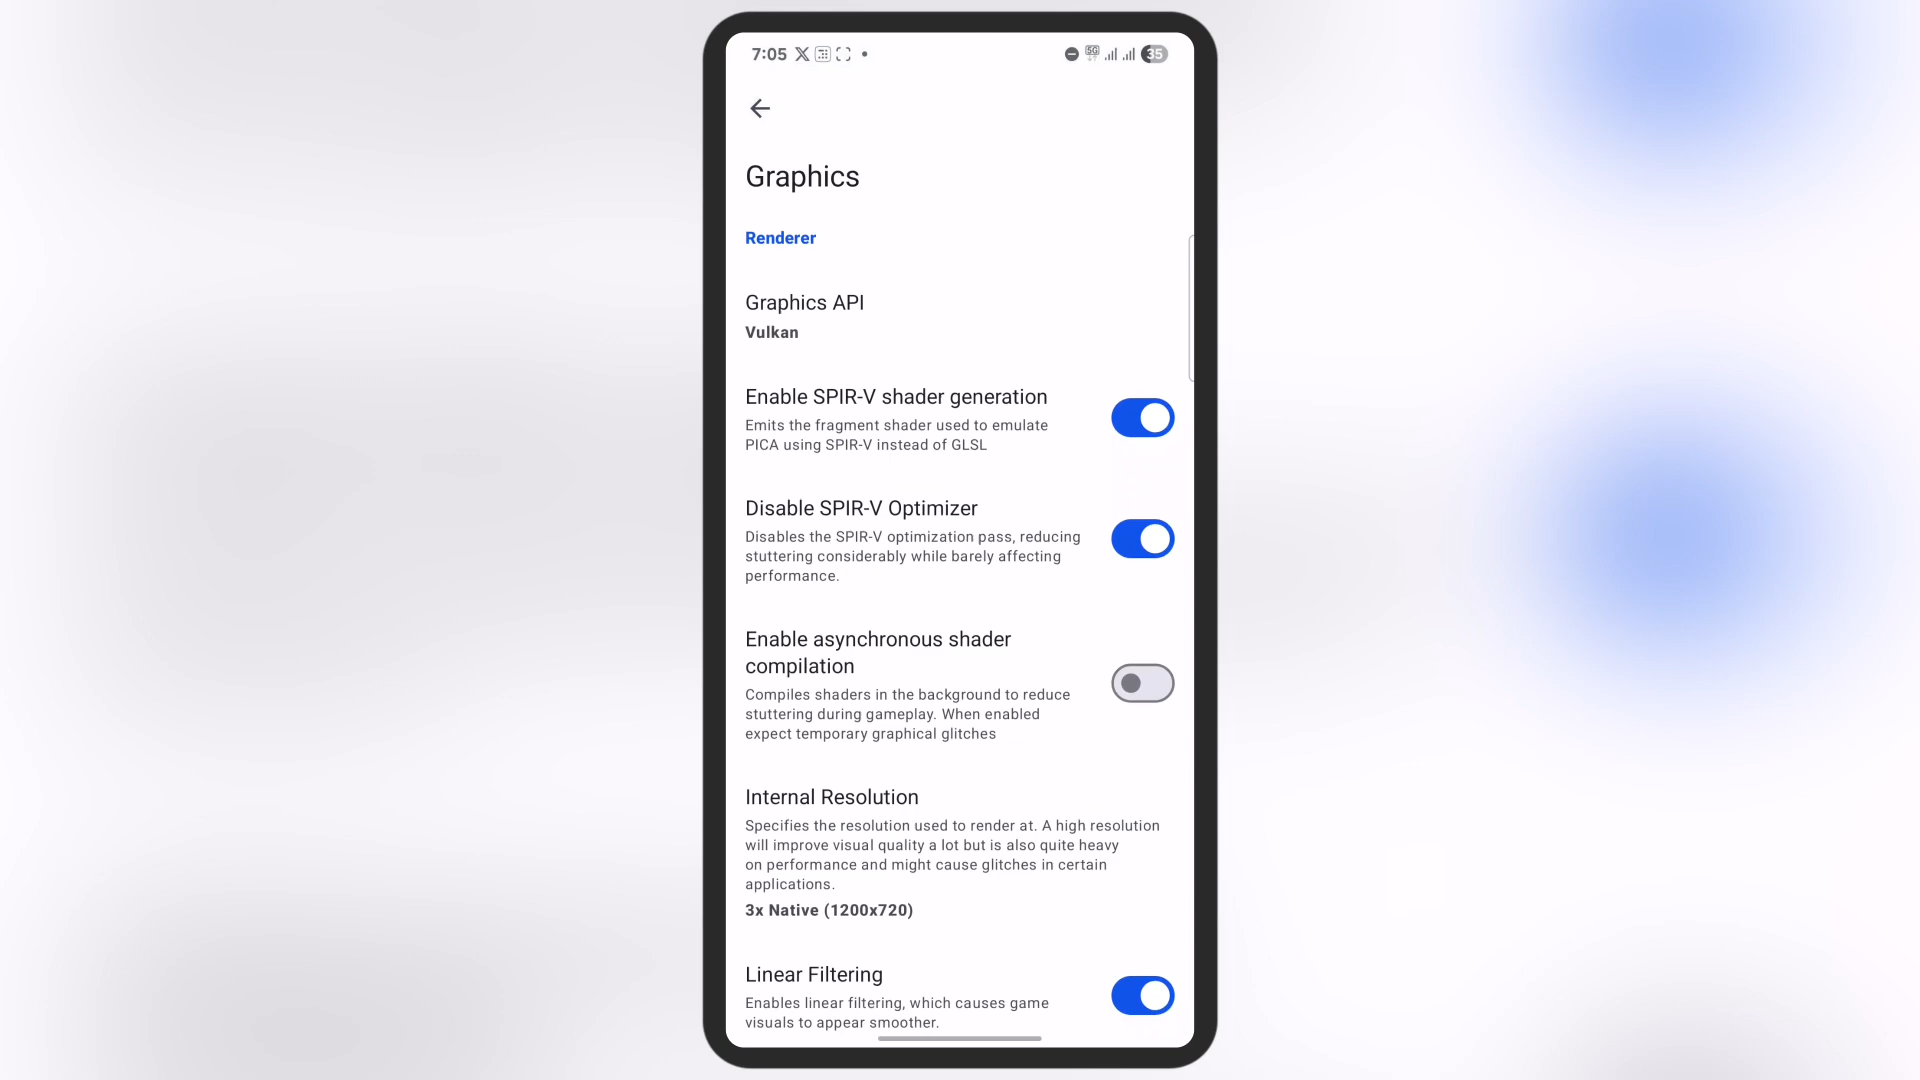 7:05
5G
35
Graphics
Renderer
Graphics API
Vulkan
Enable SPIR-V shader generation
Emits the fragment shader used to emulate
PICA using SPIR-V instead of GLSL
Disable SPIR-V Optimizer
Disables the SPIR-V optimization pass, reducing
stuttering considerably while barely affecting
performance.
Enable asynchronous shader
compilation
Compiles shaders in the background to reduce
stuttering during gameplay. When enabled
expect temporary graphical glitches
Internal Resolution
Specifies the resolution used to render at. A high resolution
will improve visual quality a lot but is also quite heavy
on performance and might cause glitches in certain
applications.
3x Native (1200x720)
Linear Filtering
Enables linear filtering, which causes game
visuals to appear smoother.